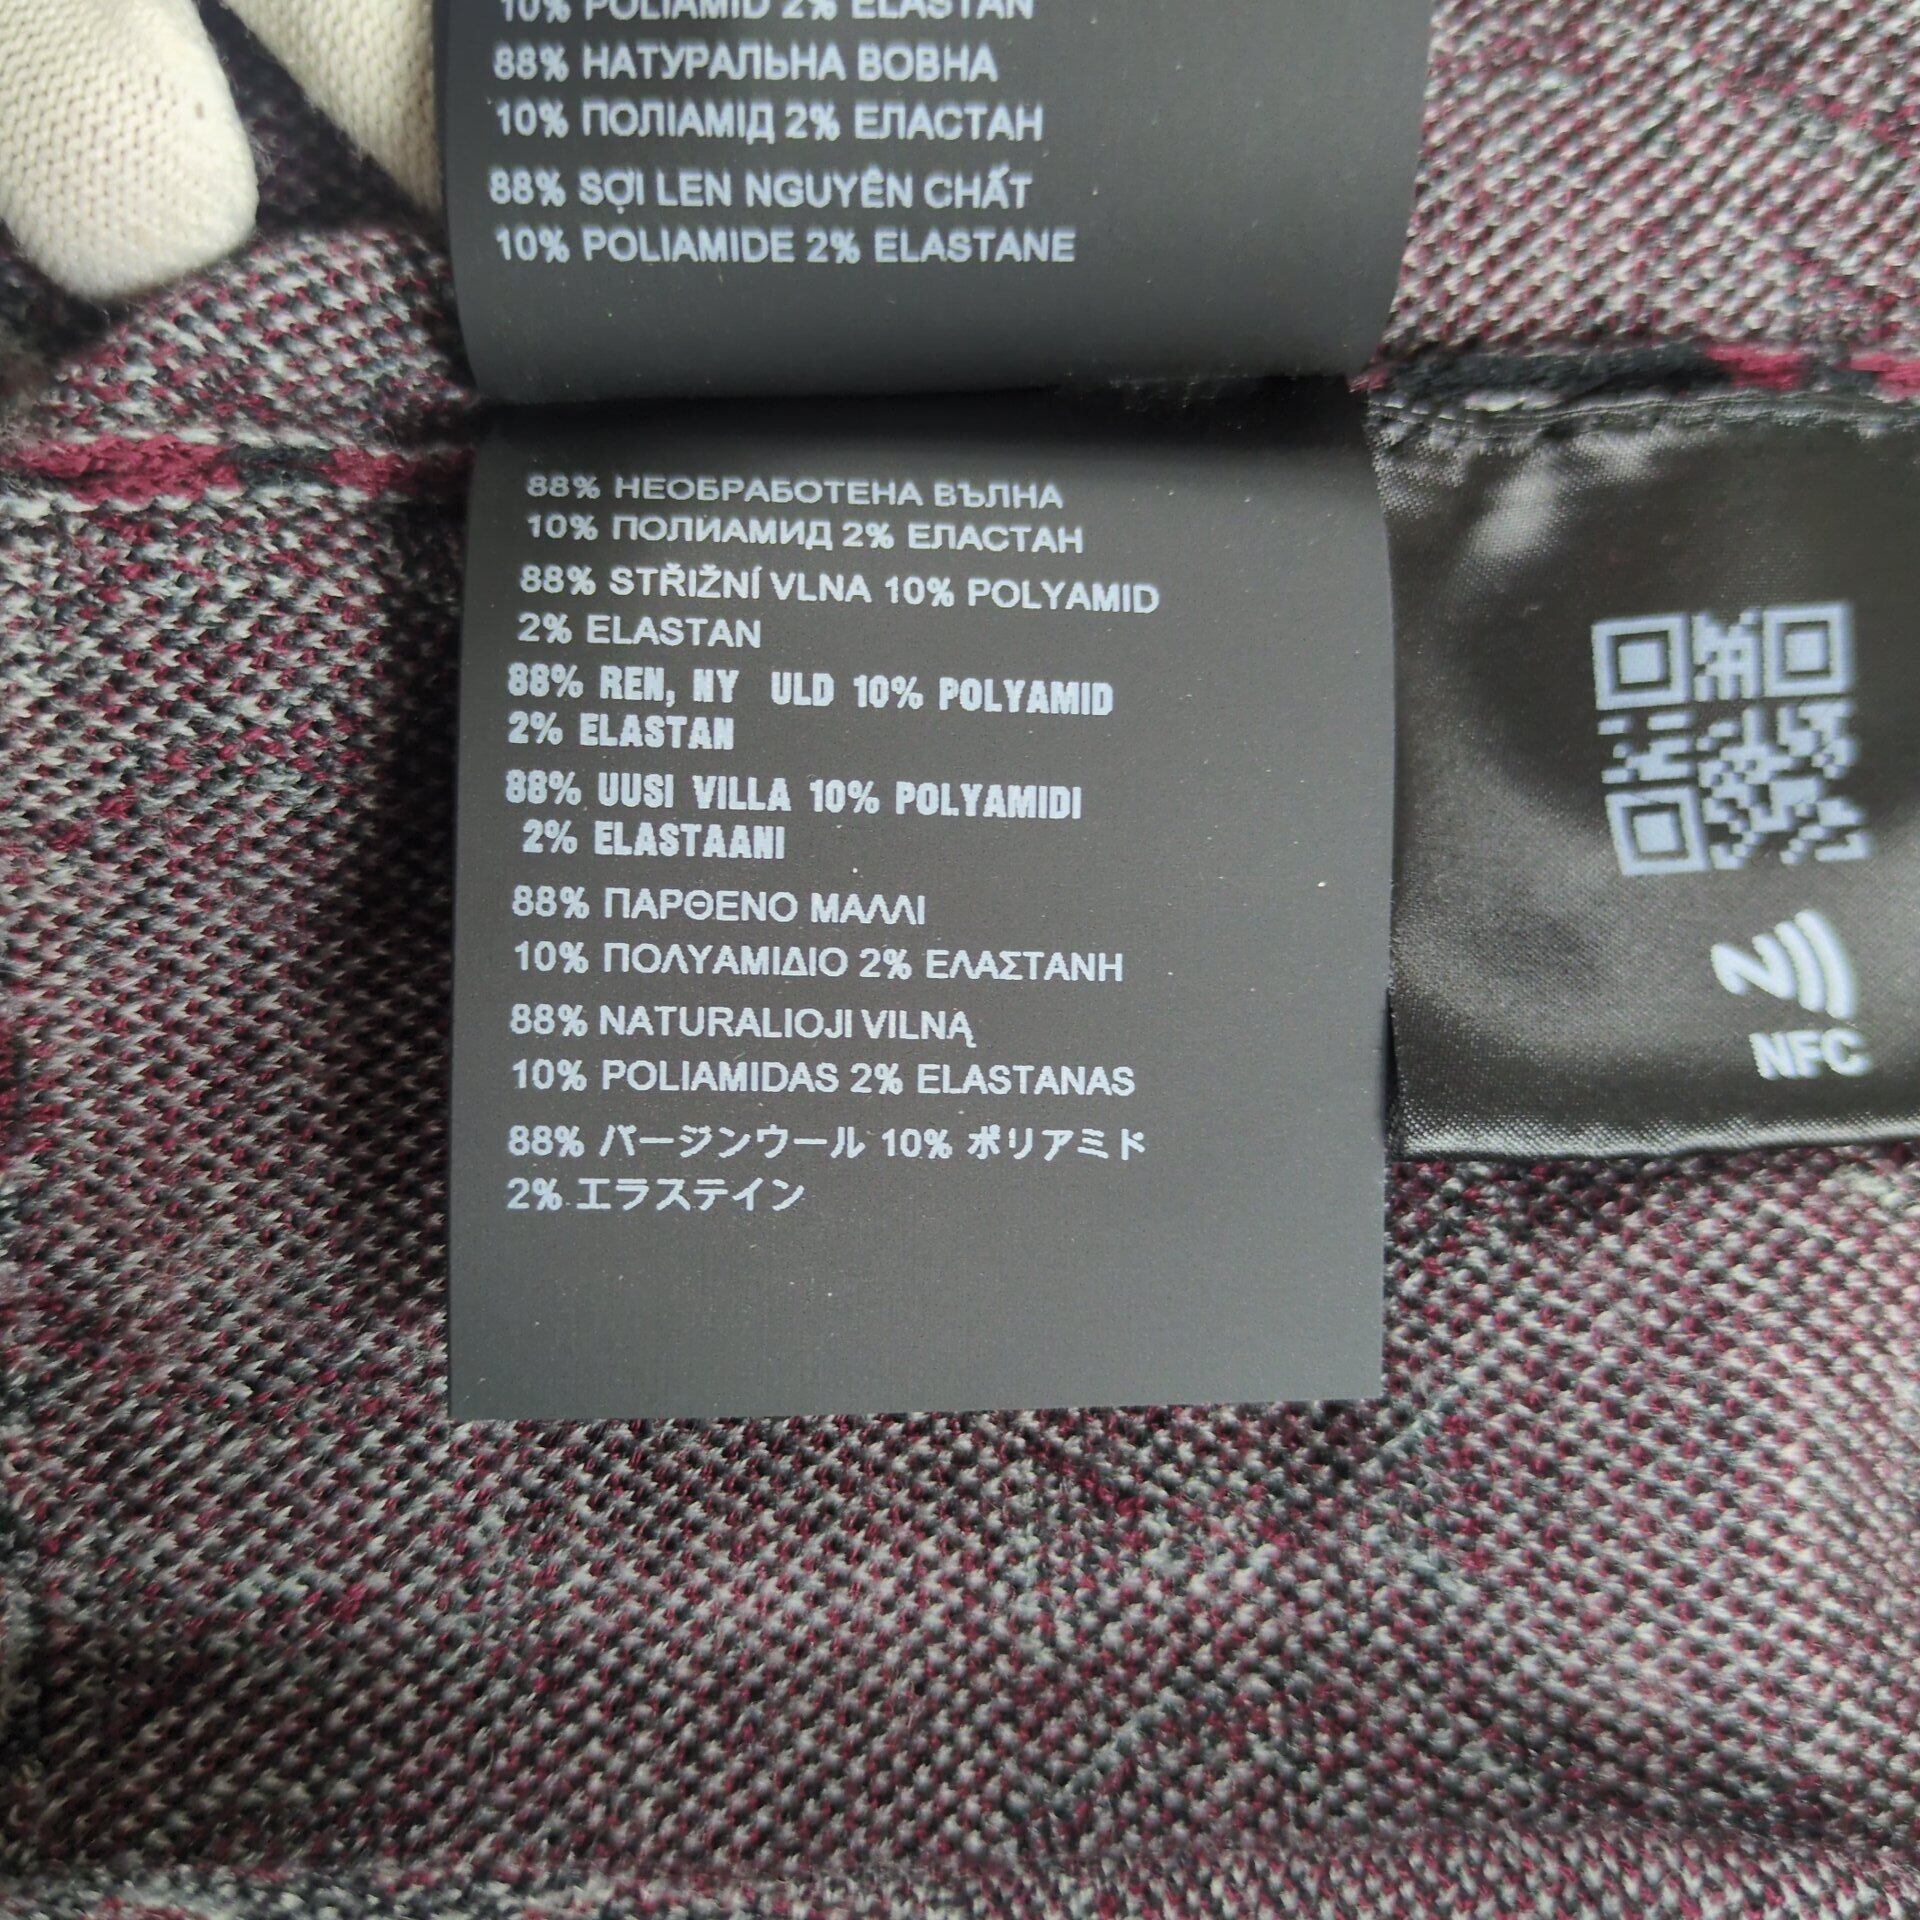 10% POLIAMID 2% ELASTAN
88% НАТУРАЛЬНА ВОВНА
10% ПОЛІАМІД 2% ЕЛАСТАН
88% SỢI LEN NGUYÊN CHẤT
10% POLIAMIDE 2% ELASTANE
88% НЕОБРАБОТЕНА ВЪЛНА
10% ПОЛИАМИД 2% ЕЛАСТАН
88% STŘIŽNÍ VLNA 10% POLYAMID
2% ELASTAN
88% REN, NY ULD 10% POLYAMID
2% ELASTAN
88% UUSI VILLA 10% POLYAMIDI
2% ELASTAANI
88% ΠΑΡΘΕΝΟ ΜΑΛΛΙ
10% ΠΟΛΥΑΜΙΔΙΟ 2% ΕΛΑΣΤΑΝΗ
88% NATURALIOJI VILNĄ
10% POLIAMIDAS 2% ELASTANAS
88% バージンウール 10% ポリアミド
2% エラステイン
NFC